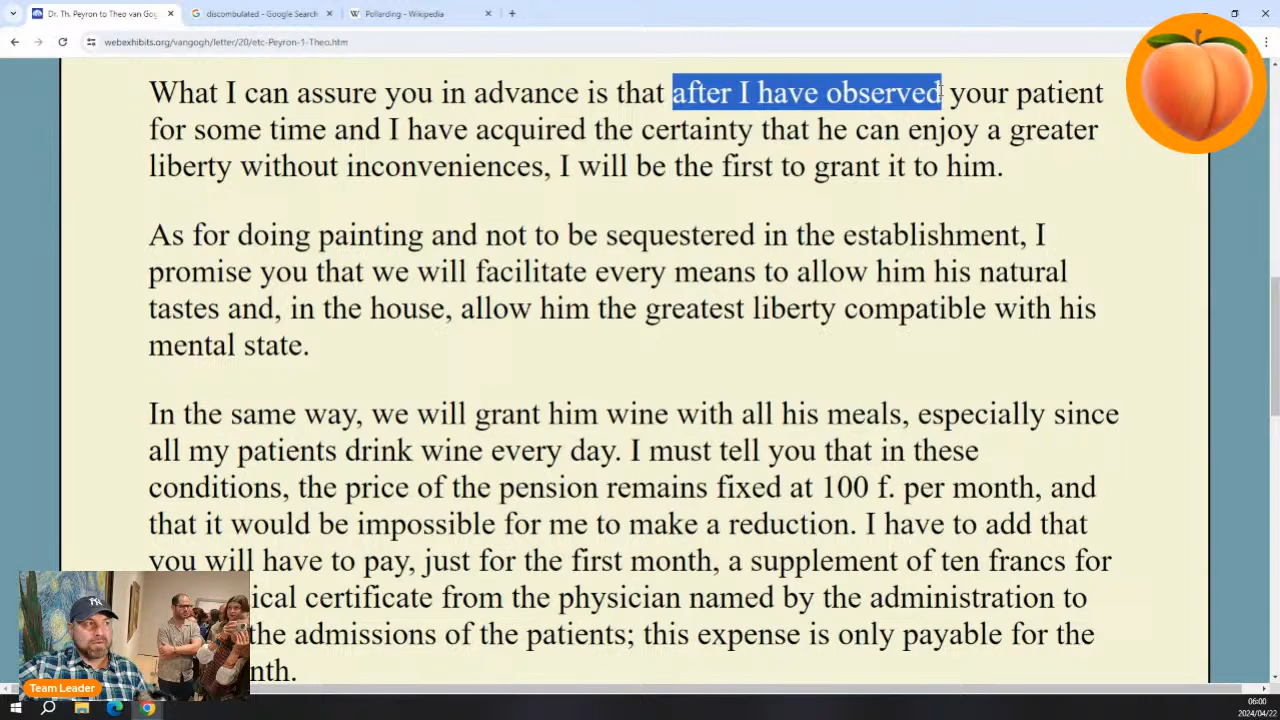 Dr. Th. Peyron to Theo van Gog
discombulated - Google Search
Pollarding - Wikipedia
webexhibits.org/vangogh/letter/20/etc-Peyron-1-Theo.htm
What I can assure you in advance is that after I have observed your patient
for some time and I have acquired the certainty that he can enjoy a greater
liberty without inconveniences, I will be the first to grant it to him.
As for doing painting and not to be sequestered in the establishment, I
promise you that we will facilitate every means to allow him his natural
tastes and, in the house, allow him the greatest liberty compatible with his
mental state.
In the same way, we will grant him wine with all his meals, especially since
all my patients drink wine every day. I must tell you that in these
conditions, the price of the pension remains fixed at 100 f. per month, and
that it would be impossible for me to make a reduction. I have to add that
you will have to pay, just for the first month, a supplement of ten francs for
ical certificate from the physician named by the administration to
the admissions of the patients; this expense is only payable for the
nth.
Team Leader
06:00
2024/04/22